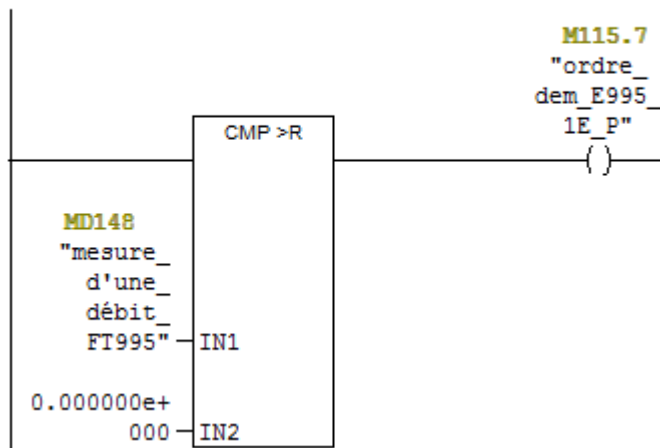 M115.7
"ordre_
dem_E995_
1E_P"
CMP >R
MD148
"mesure_
d'une_
débit_
FT995"
IN1
0.000000e+
000
IN2